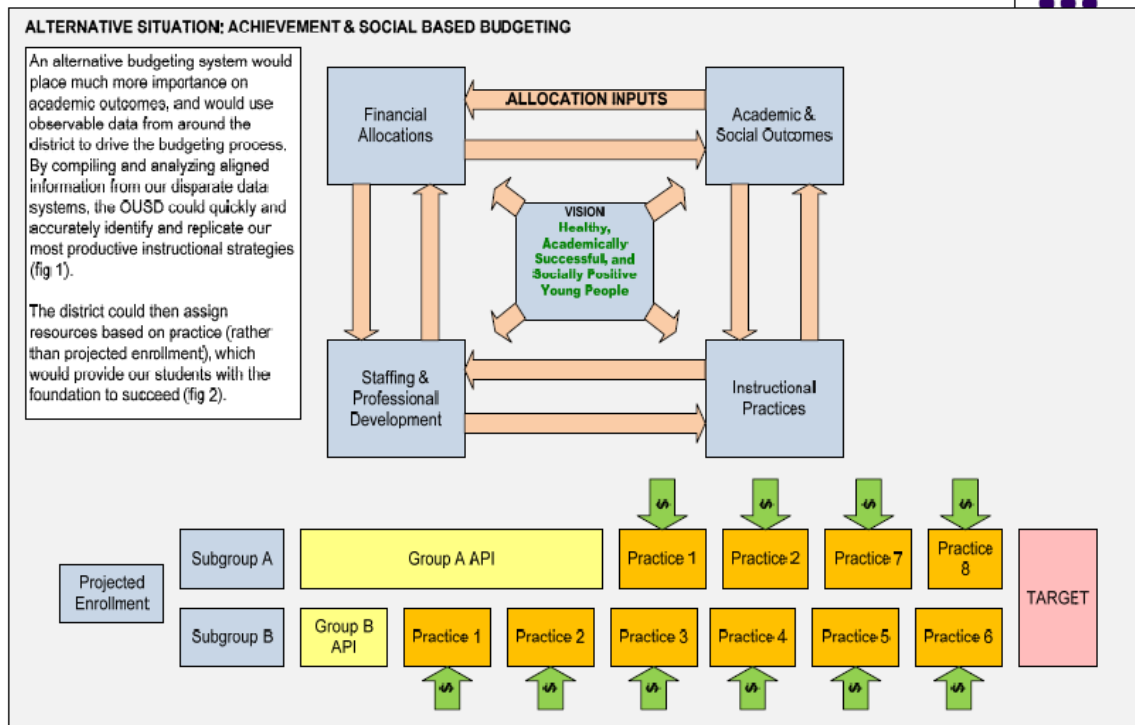 ALTERNATIVE SITUATION: ACHIEVEMENT & SOCIAL BASED BUDGETING
An alternative budgeting system would
place much more importance on
academic outcomes, and would use
observable data from around the
district to drive the budgeting process.
By compiling and analyzing aligned
information from our disparate data
systems, the OUSD could quickly and
accurately identify and replicate our
most productive instructional strategies
(fig 1).
The district could then assign
resources based on practice (rather
than projected enrollment), which
would provide our students with the
foundation to succeed (fig 2).
Financial
Allocations
ALLOCATION INPUTS
Academic &
Social Outcomes
VISION
Healthy,
Academically
Successful, and
Socially Positive
Young People
Staffing &
Professional
Development
Instructional
Practices
$ $ $ $
Projected
Enrollment
Subgroup A
Group A API
Practice 1
Practice 2
Practice 7
Practice
8
TARGET
Subgroup B
Group B
API
Practice 1
Practice 2
Practice 3
Practice 4
Practice 5
Practice 6
$ $ $ $ $ $